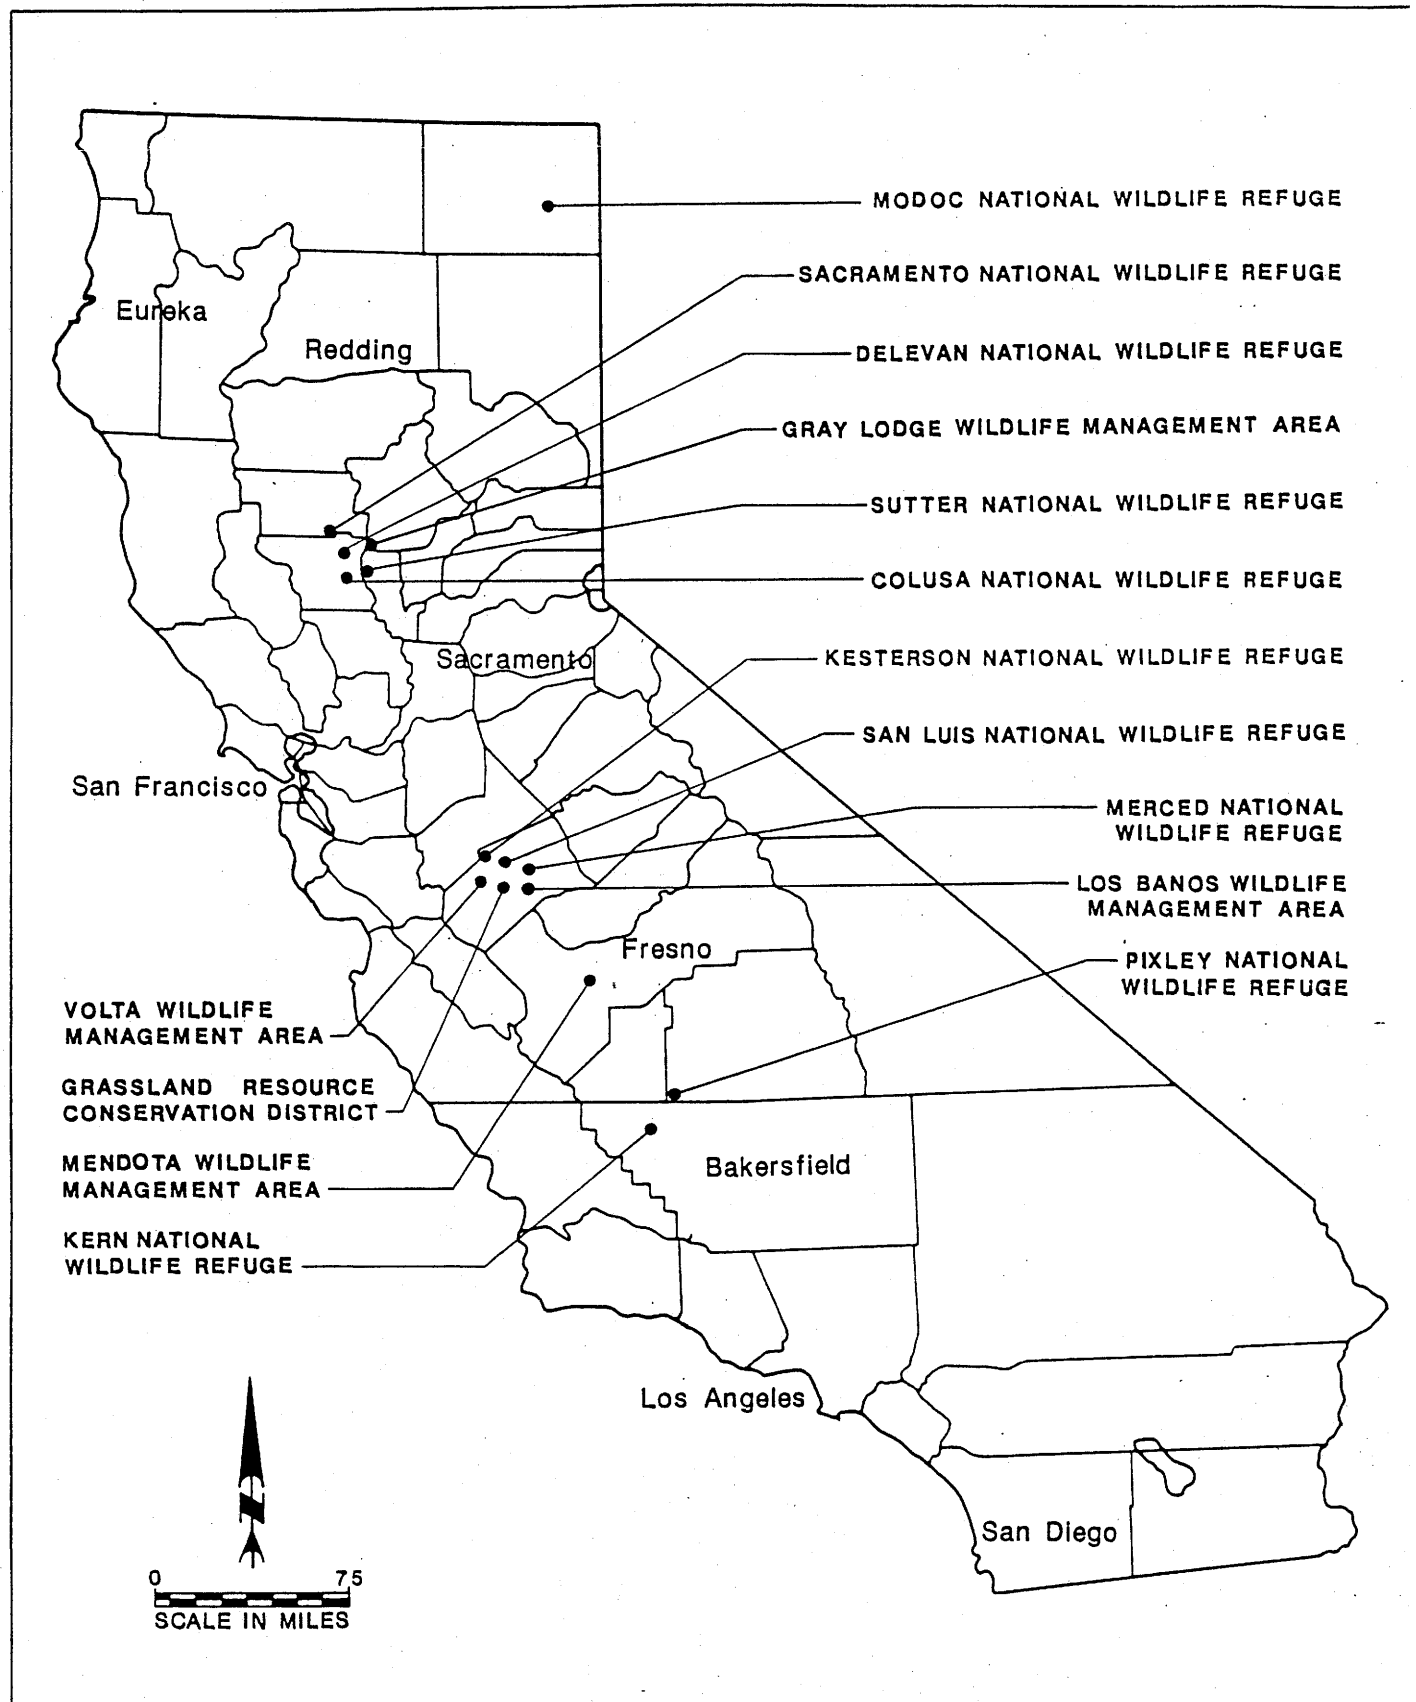 MODOC NATIONAL WILDLIFE REFUGE
SACRAMENTO NATIONAL WILDLIFE REFUGE
Eureka
Redding
DELEVAN NATIONAL WILDLIFE REFUGE
GRAY LODGE WILDLIFE MANAGEMENT AREA
SUTTER NATIONAL WILDLIFE REFUGE
COLUSA NATIONAL WILDLIFE REFUGE
Sacramento
KESTERSON NATIONAL WILDLIFE REFUGE
SAN LUIS NATIONAL WILDLIFE REFUGE
San Francisco
MERCED NATIONAL
WILDLIFE REFUGE
LOS BANOS WILDLIFE
MANAGEMENT AREA
Fresno
PIXLEY NATIONAL
WILDLIFE REFUGE
VOLTA WILDLIFE
MANAGEMENT AREA
GRASSLAND RESOURCE
CONSERVATION DISTRICT
MENDOTA WILDLIFE
MANAGEMENT AREA
Bakersfield
KERN NATIONAL
WILDLIFE REFUGE
Los Angeles
San Diego
N
0 75
SCALE IN MILES